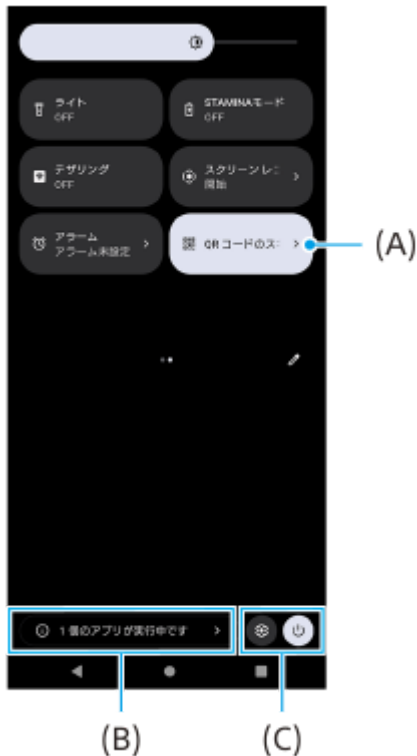 ライト
OFF
STAMINAモード
OFF
テザリング
OFF
スクリーンレコ
開始
アラーム
アラーム未設定
QRコードのスキ
(A)
1 個のアプリが実行中です
(B)
(C)